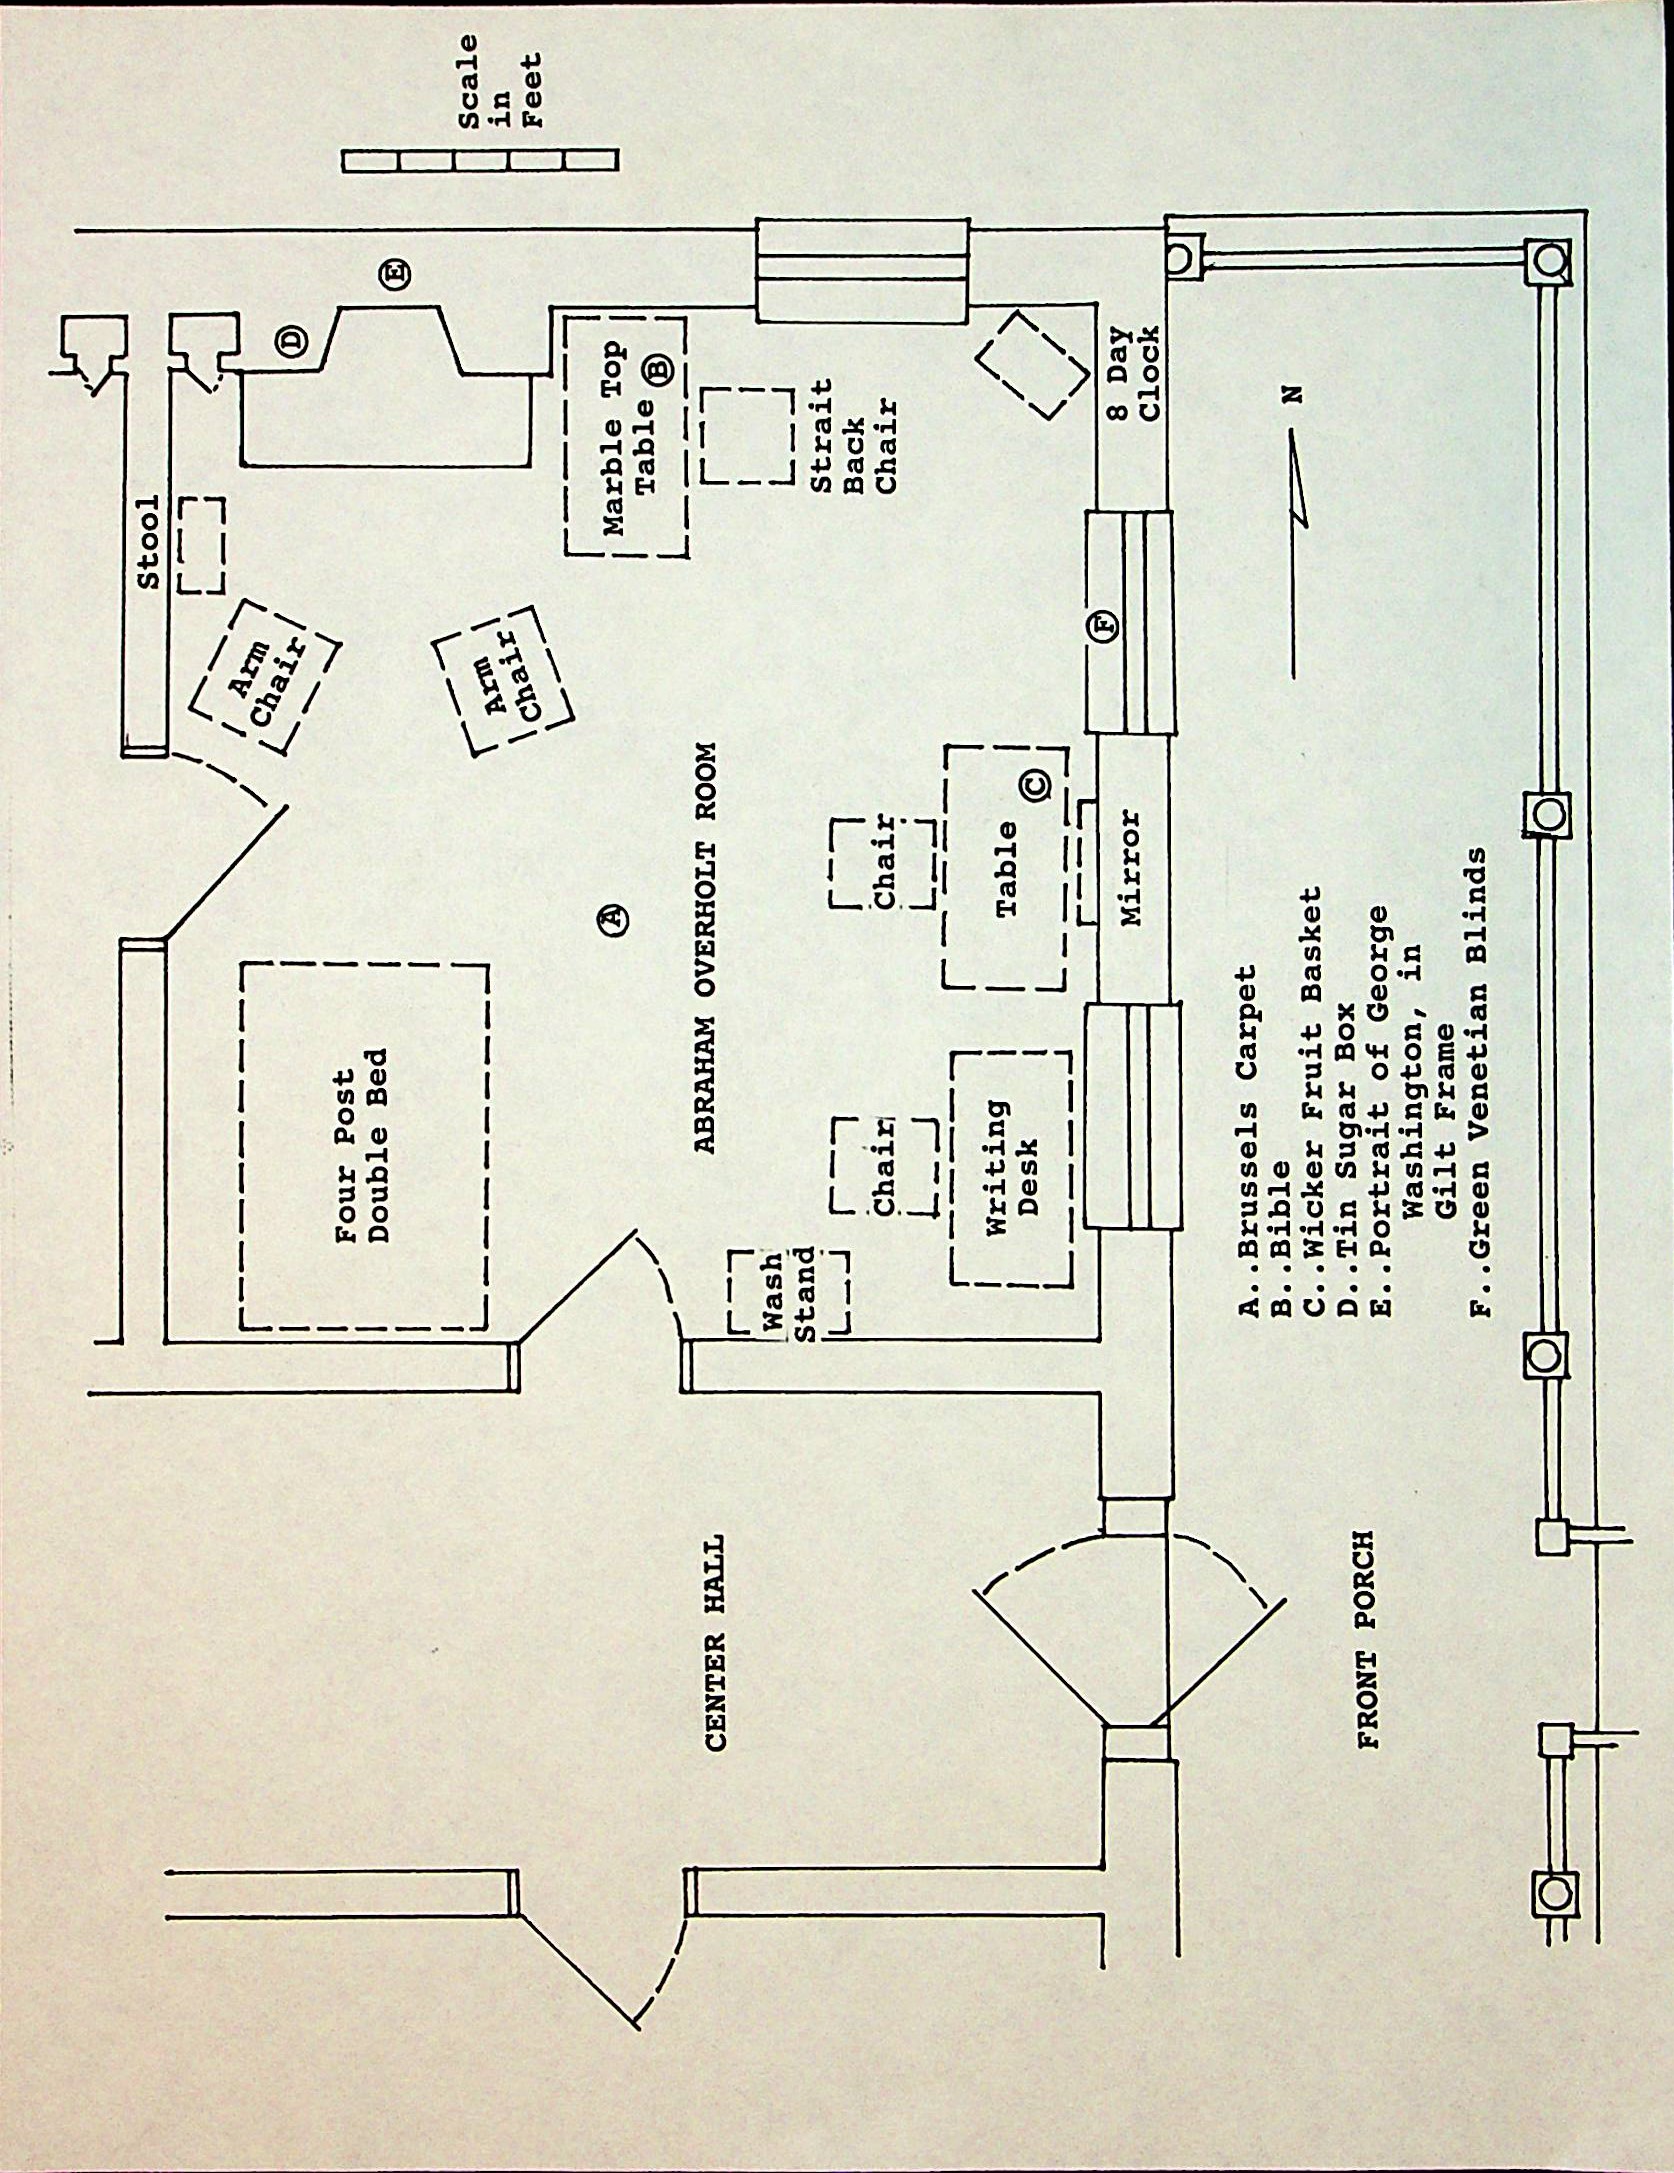 Scale
in
Feet
Stool
D
E
Arm
Chair
Arm
Chair
Marble Top
Table B
Strait
Back
Chair
Four Post
Double Bed
A
ABRAHAM OVERHOLT ROOM
Wash
Stand
Chair
Chair
Writing
Desk
Table
C
F
Mirror
8 Day
Clock
CENTER HALL
N
A..Brussels Carpet
B..Bible
C..Wicker Fruit Basket
D..Tin Sugar Box
E..Portrait of George
Washington, in
Gilt Frame
F..Green Venetian Blinds
FRONT PORCH